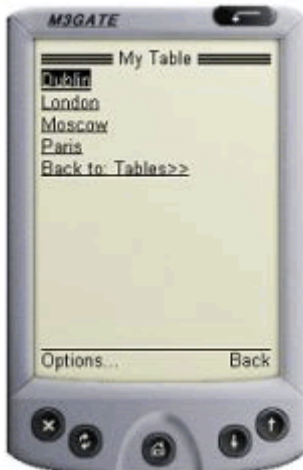 M3GATE
My Table
Dublin
London
Moscow
Paris
Back to: Tables>>
Options... Back